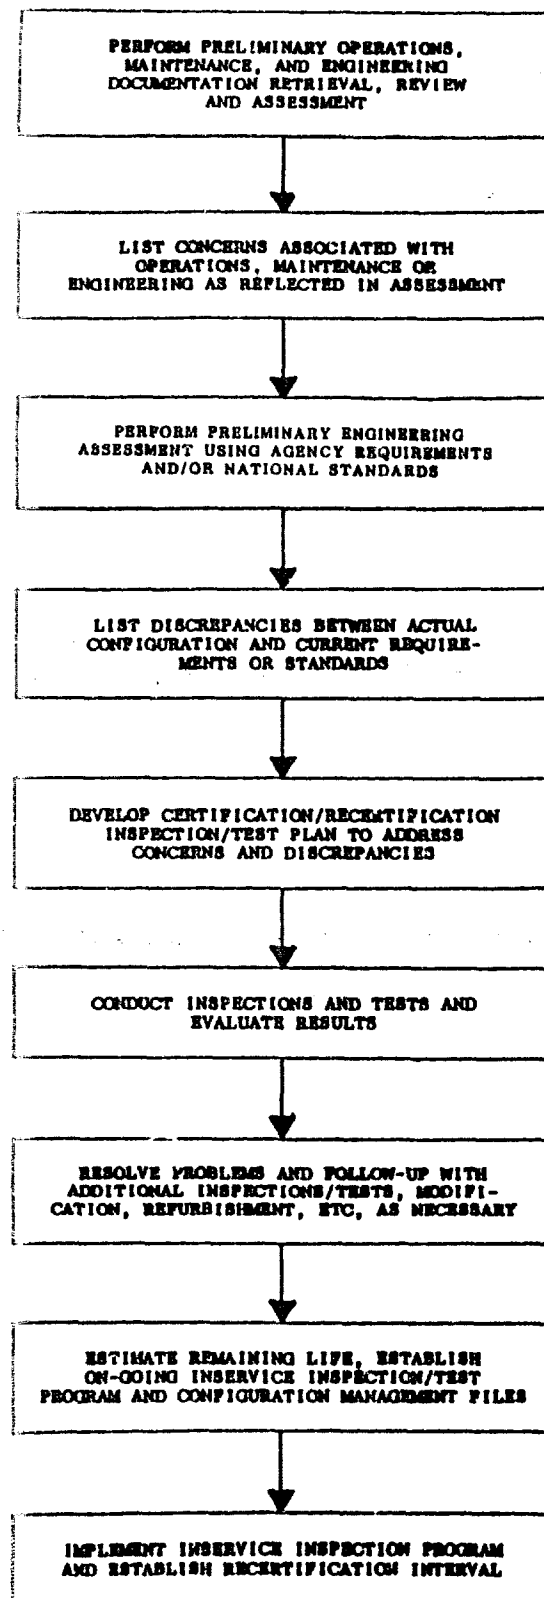 PERFORM PRELIMINARY OPERATIONS,
MAINTENANCE, AND ENGINEERING
DOCUMENTATION RETRIEVAL, REVIEW
AND ASSESSMENT
LIST CONCERNS ASSOCIATED WITH
OPERATIONS, MAINTENANCE OR
ENGINEERING AS REFLECTED IN ASSESSMENT
PERFORM PRELIMINARY ENGINEERING
ASSESSMENT USING AGENCY REQUIREMENTS
AND/OR NATIONAL STANDARDS
LIST DISCREPANCIES BETWEEN ACTUAL
CONFIGURATION AND CURRENT REQUIRE-
MENTS OR STANDARDS
DEVELOP CERTIFICATION/RECERTIFICATION
INSPECTION/TEST PLAN TO ADDRESS
CONCERNS AND DISCREPANCIES
CONDUCT INSPECTIONS AND TESTS AND
EVALUATE RESULTS
RESOLVE PROBLEMS AND FOLLOW-UP WITH
ADDITIONAL INSPECTIONS/TESTS, MODIFI-
CATION, REFURBISHMENT, ETC, AS NECESSARY
ESTIMATE REMAINING LIFE, ESTABLISH
ON-GOING INSERVICE INSPECTION/TEST
PROGRAM AND CONFIGURATION MANAGEMENT FILES
IMPLEMENT INSERVICE INSPECTION PROGRAM
AND ESTABLISH RECERTIFICATION INTERVAL